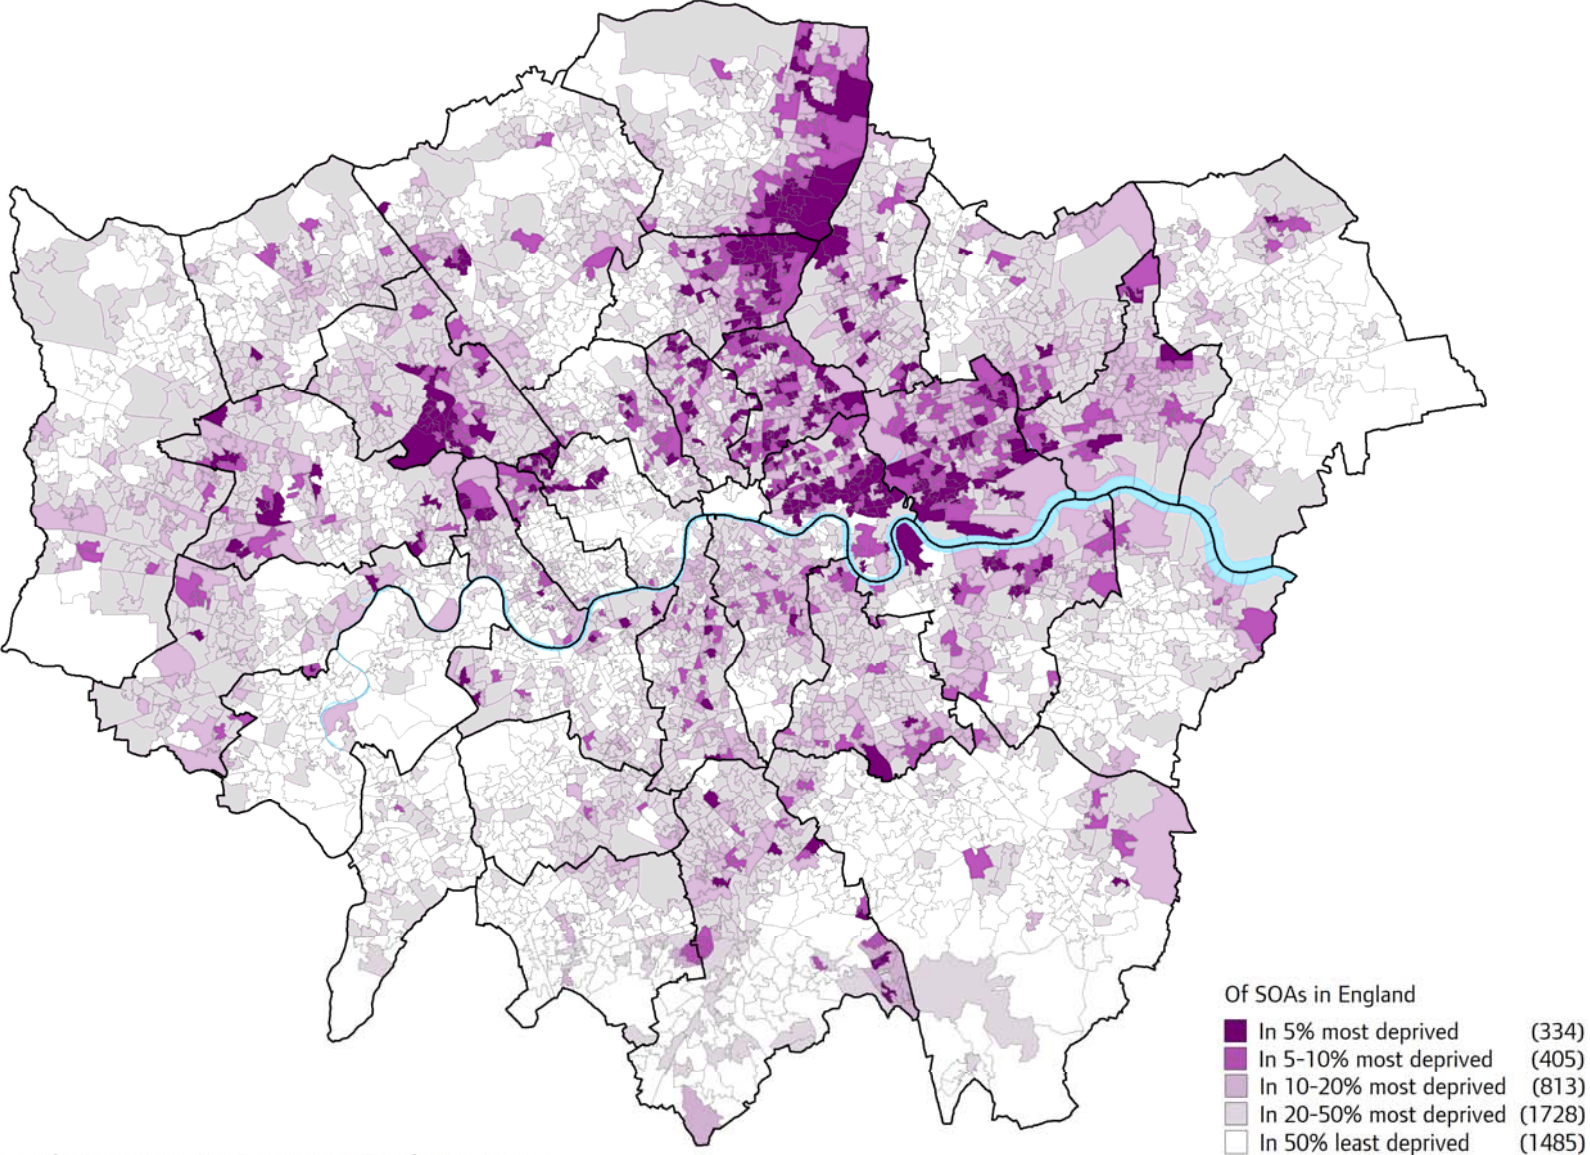 Of SOAs in England
In 5% most deprived (334)
In 5-10% most deprived (405)
In 10-20% most deprived (813)
In 20-50% most deprived (1728)
In 50% least deprived (1485)